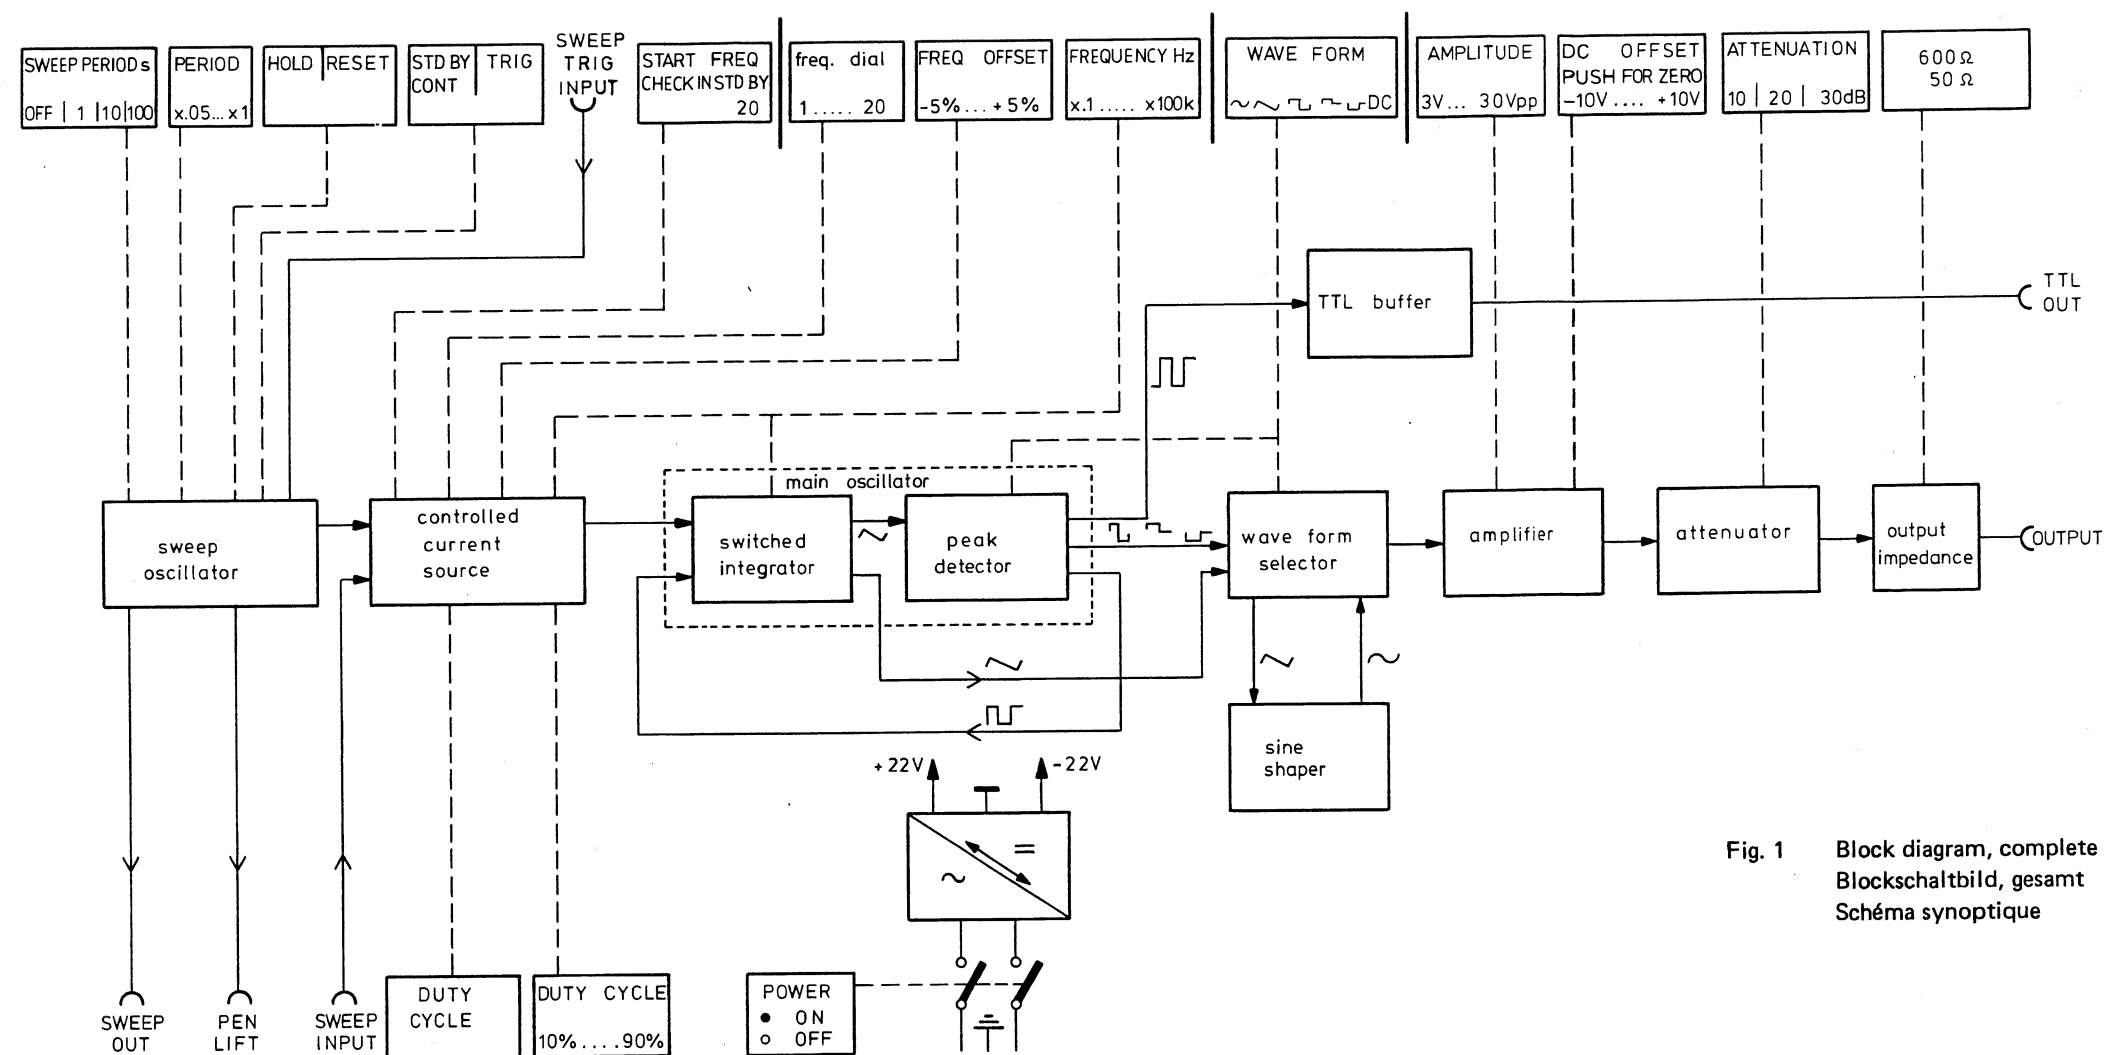 SWEEP PERIOD s
OFF | 1 | 10 | 100
PERIOD
x.05... x1
HOLD | RESET
STD BY | TRIG
CONT
SWEEP
TRIG
INPUT
START FREQ
CHECK IN STD BY
20
freq. dial
1..... 20
FREQ OFFSET
-5%... +5%
FREQUENCY Hz
x.1..... x100k
WAVE FORM
DC
AMPLITUDE
3V... 30Vpp
DC OFFSET
PUSH FOR ZERO
-10V.... +10V
ATTENUATION
10 | 20 | 30dB
600Ω
50Ω
TTL buffer
TTL
OUT
main oscillator
sweep
oscillator
controlled
current
source
switched
integrator
peak
detector
wave form
selector
amplifier
attenuator
output
impedance
OUTPUT
sine
shaper
+22V
-22V
=
~
Fig. 1 Block diagram, complete
Blockschaltbild, gesamt
Schéma synoptique
SWEEP
OUT
PEN
LIFT
SWEEP
INPUT
DUTY
CYCLE
DUTY CYCLE
10%....90%
POWER
● ON
○ OFF